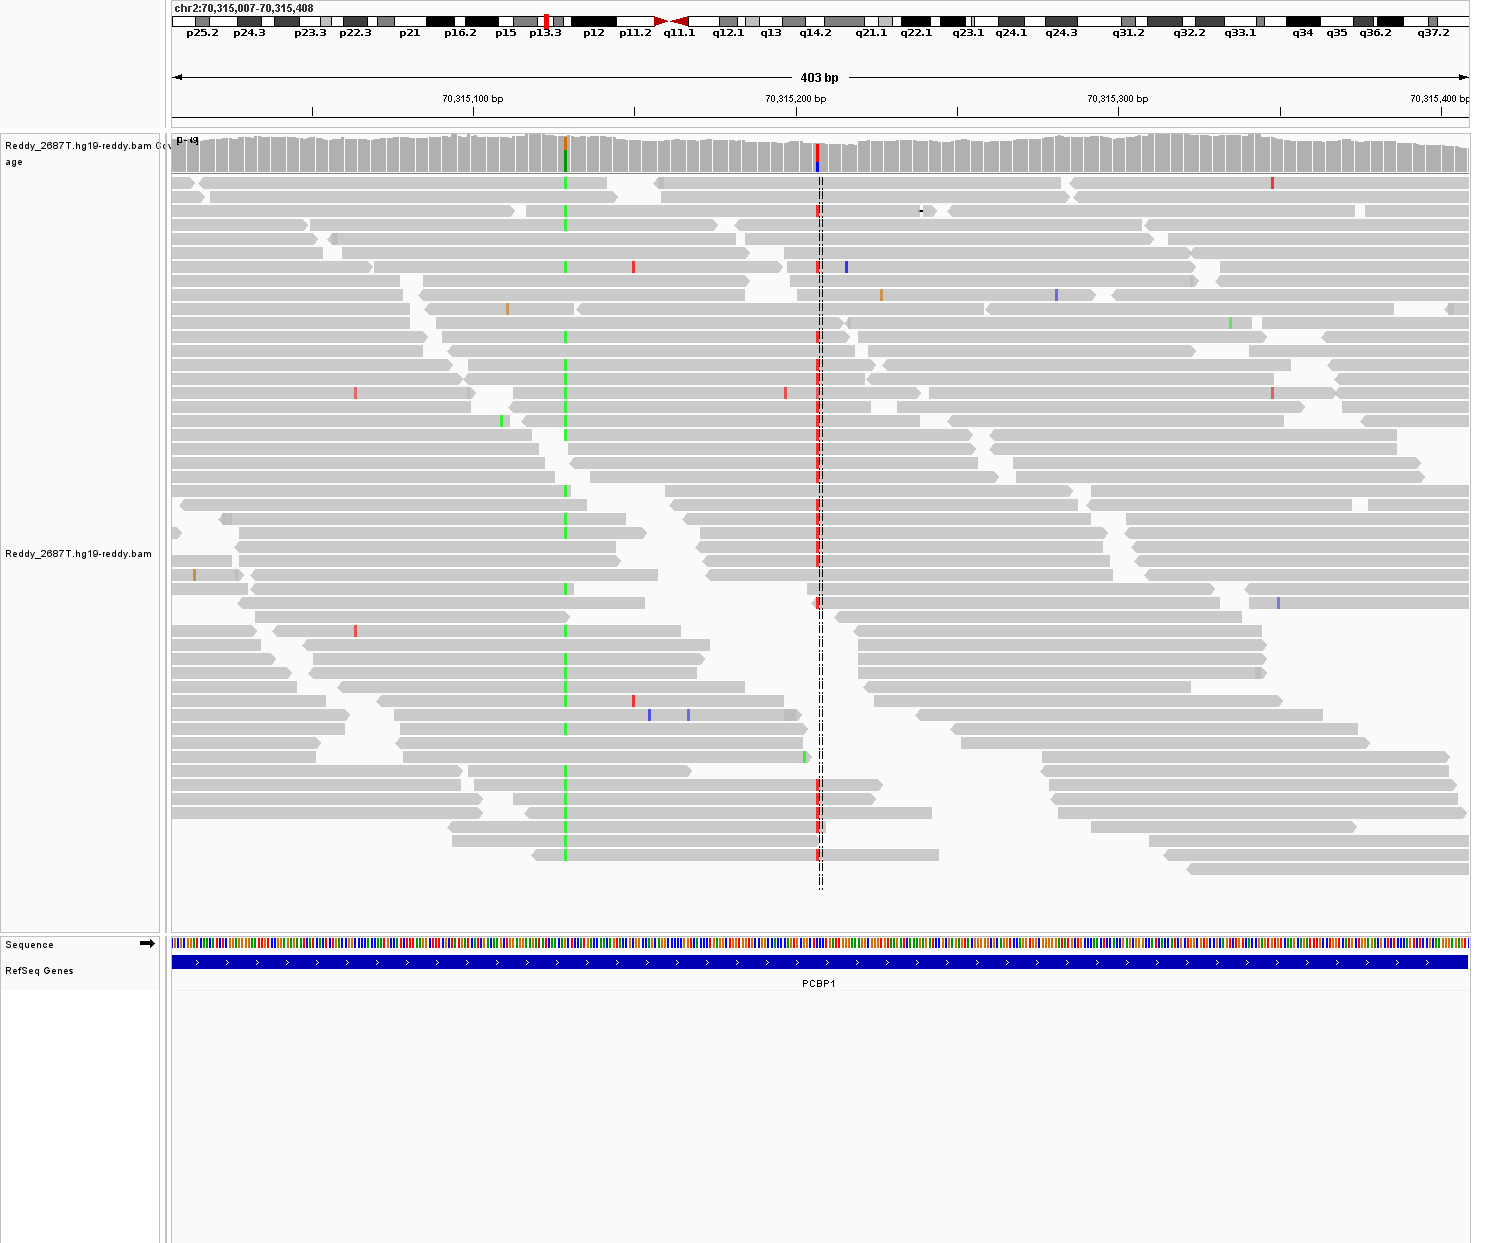 chr2:70,315,007-70,315,408
p25.2 p24.3 p23.3 p22.3 p21 p16.2 p15 p13.3 p12 p11.2 q11.1 q12.1 q13 q14.2 q21.1 q22.1 q23.1 q24.1 q24.3 q31.2 q32.2 q33.1 q34 q35 q36.2 q37.2
403 bp
70,315,100 bp 70,315,200 bp 70,315,300 bp 70,315,400 bp
Reddy_2687T.hg19-reddy.bam Cov
age
Reddy_2687T.hg19-reddy.bam
Sequence
RefSeq Genes
PCBP1